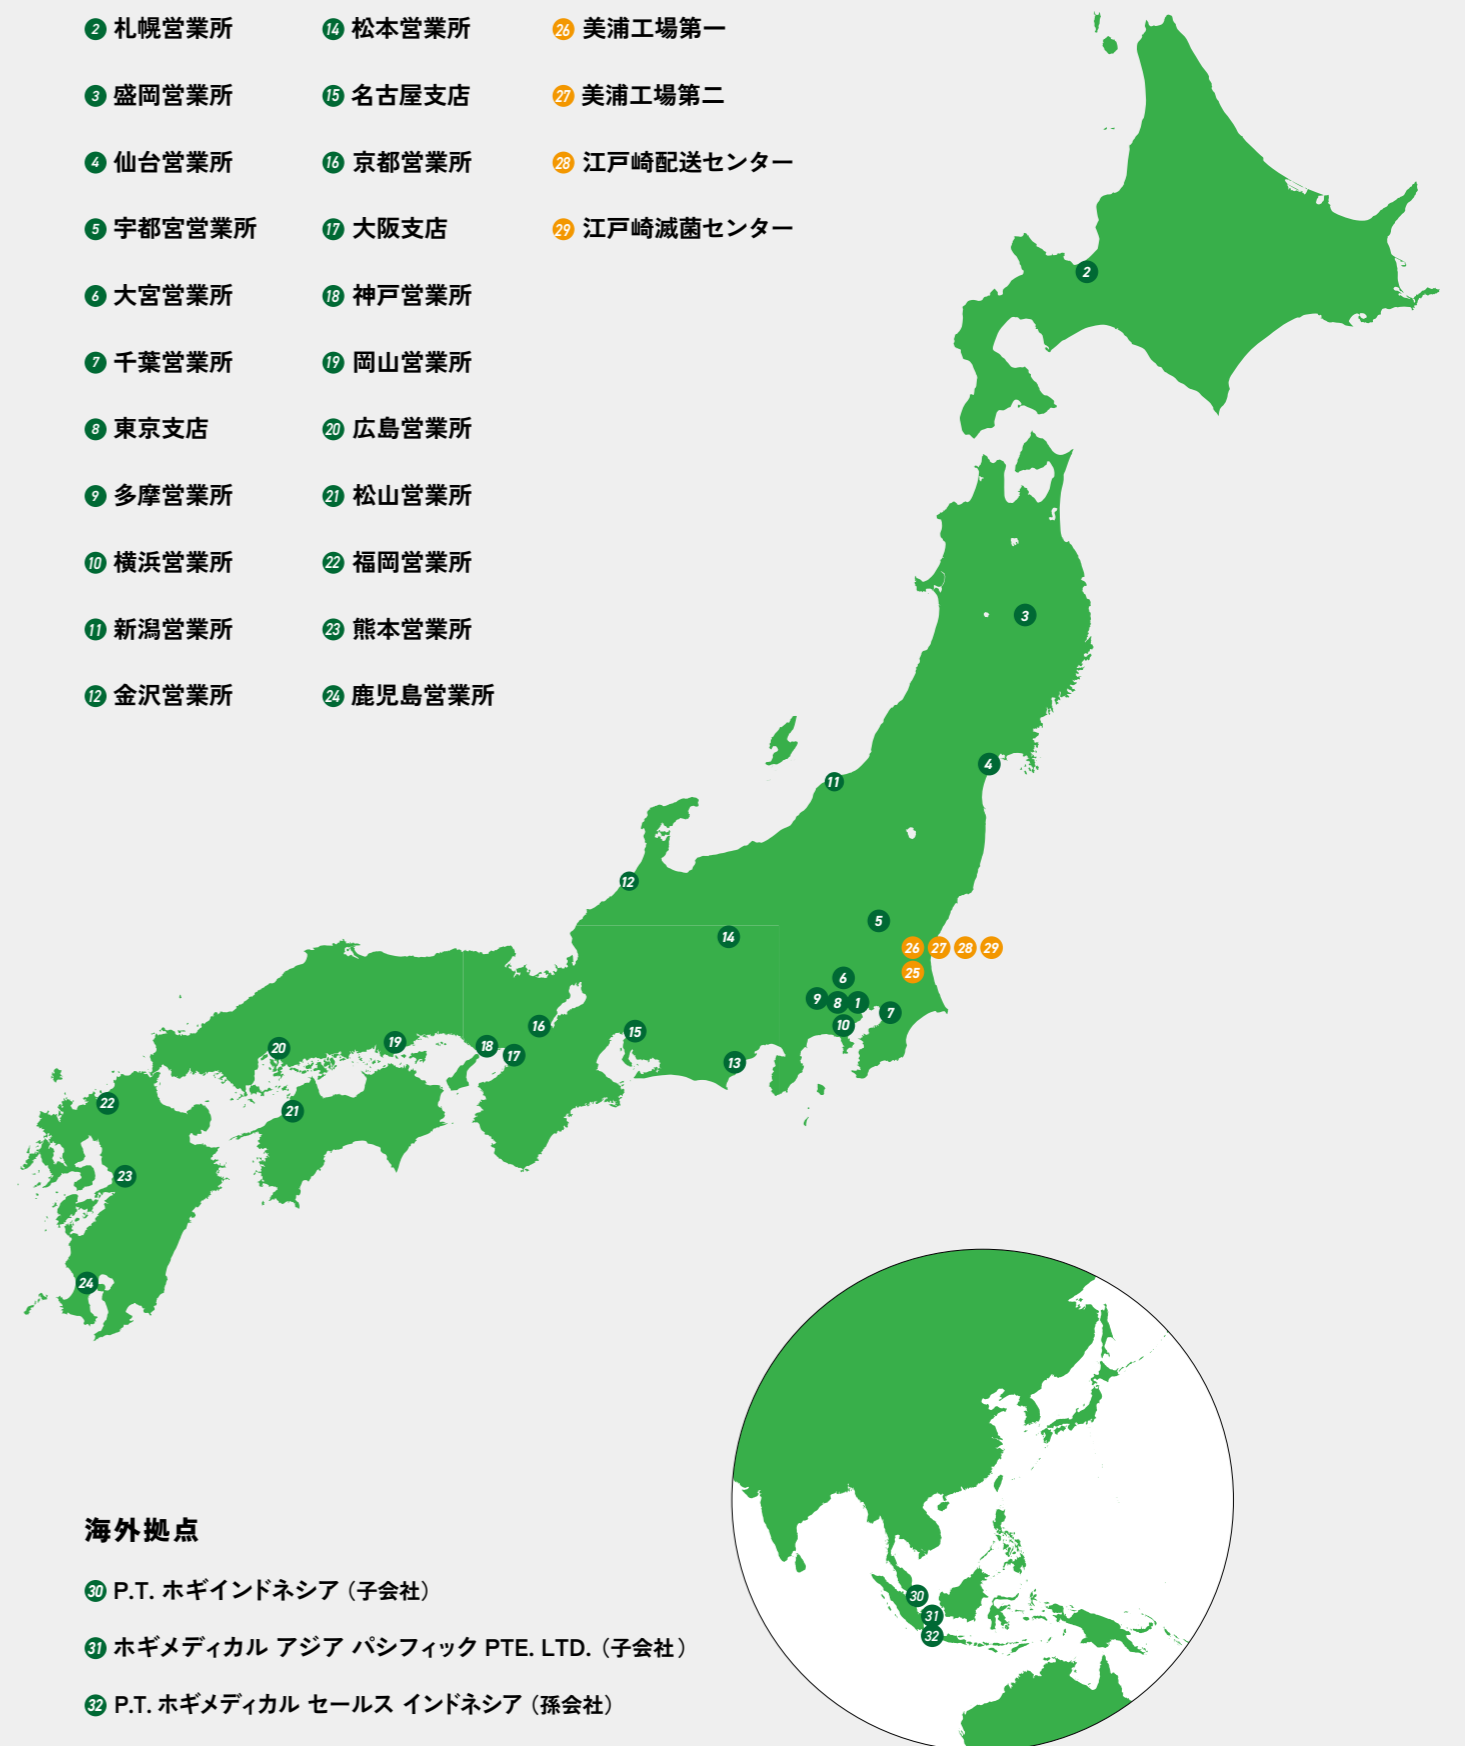 2 札幌営業所
3 盛岡営業所
4 仙台営業所
5 宇都宮営業所
6 大宮営業所
7 千葉営業所
8 東京支店
9 多摩営業所
10 横浜営業所
11 新潟営業所
12 金沢営業所
14 松本営業所
15 名古屋支店
16 京都営業所
17 大阪支店
18 神戸営業所
19 岡山営業所
20 広島営業所
21 松山営業所
22 福岡営業所
23 熊本営業所
24 鹿児島営業所
26 美浦工場第一
27 美浦工場第二
28 江戸崎配送センター
29 江戸崎滅菌センター
2
3
4
11
12
5
14
26 27 28 29
25
6
9 8 1
7
10
16
15
19
18
17
20
13
22
21
23
24
海外拠点
30 P.T. ホギインドネシア（子会社）
31 ホギメディカル アジア パシフィック PTE. LTD.（子会社）
32 P.T. ホギメディカル セールス インドネシア（孫会社）
30
31
32